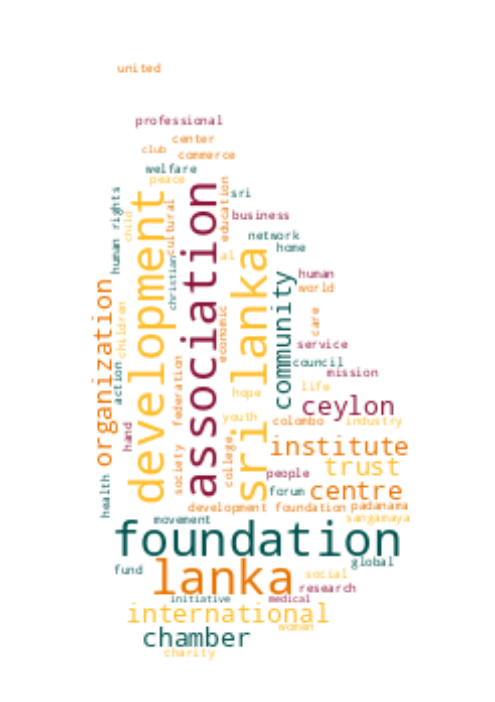 united
professional
center
club
commerce
welfare
peace
education
sri
human rights
child
cultural
business
development
association
network
home
al
christian
sri lanka
community
human
world
organization
children
economic
care
service
action
federation
council
mission
life
hope
ceylon
hand
youth
colombo
industry
society
college
institute
trust
health
people
forum
centre
development foundation
padanama
movement
sangamaya
foundation
global
fund
lanka
social
research
initiative
medical
international
women
chamber
charity